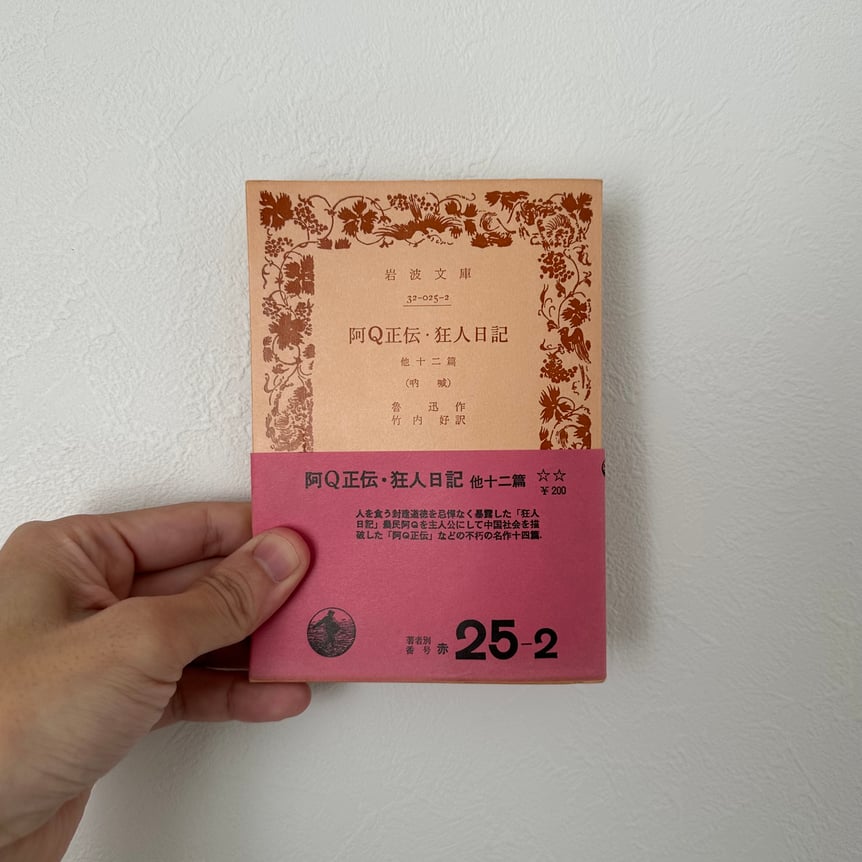 岩波文庫
32-025-2
阿Q正伝・狂人日記
他十二篇
(吶喊)
魯迅作
竹内好訳
阿Q正伝・狂人日記 他十二篇 ☆☆
¥200
人を食う封建道徳を忌憚なく暴露した「狂人
日記」農民阿Qを主人公にして中国社会を描
破した「阿Q正伝」などの不朽の名作十四篇.
著者別
番号 赤 25-2